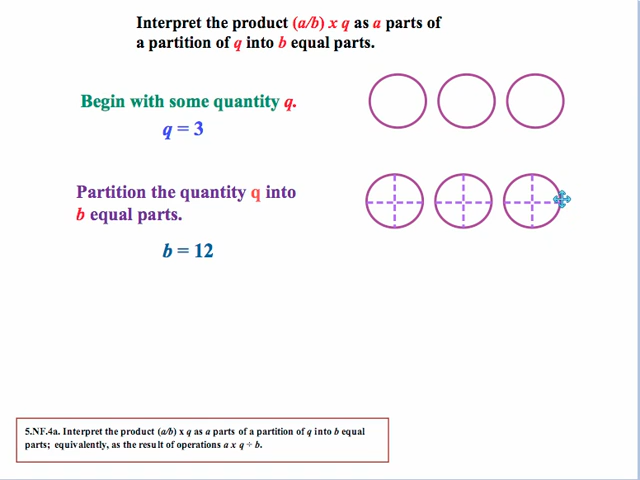 Interpret the product (a/b) x q as a parts of
a partition of q into b equal parts.
Begin with some quantity q.
q = 3
Partition the quantity q into
b equal parts.
b = 12
5.NF.4a. Interpret the product (a/b) x q as a parts of a partition of q into b equal
parts; equivalently, as the result of operations a x q ÷ b.